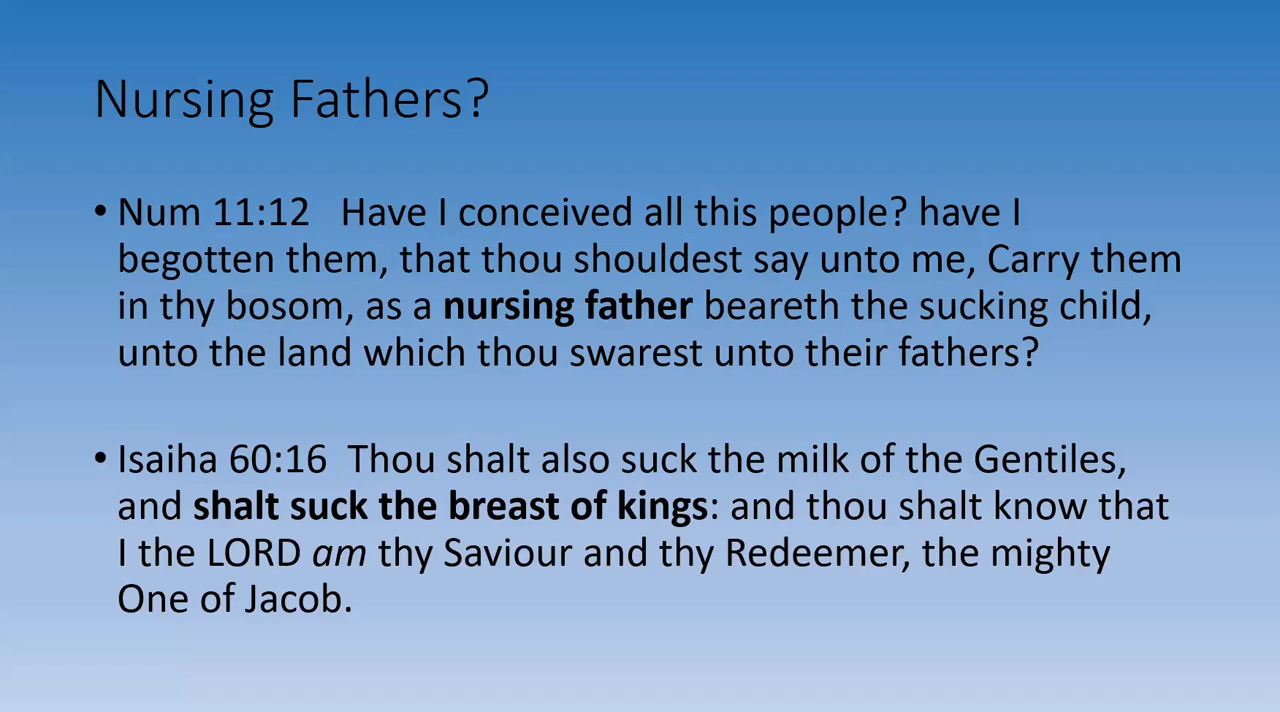 Nursing Fathers?
• Num 11:12   Have I conceived all this people? have I
begotten them, that thou shouldest say unto me, Carry them
in thy bosom, as a nursing father beareth the sucking child,
unto the land which thou swarest unto their fathers?
• Isaiha 60:16  Thou shalt also suck the milk of the Gentiles,
and shalt suck the breast of kings: and thou shalt know that
I the LORD am thy Saviour and thy Redeemer, the mighty
One of Jacob.